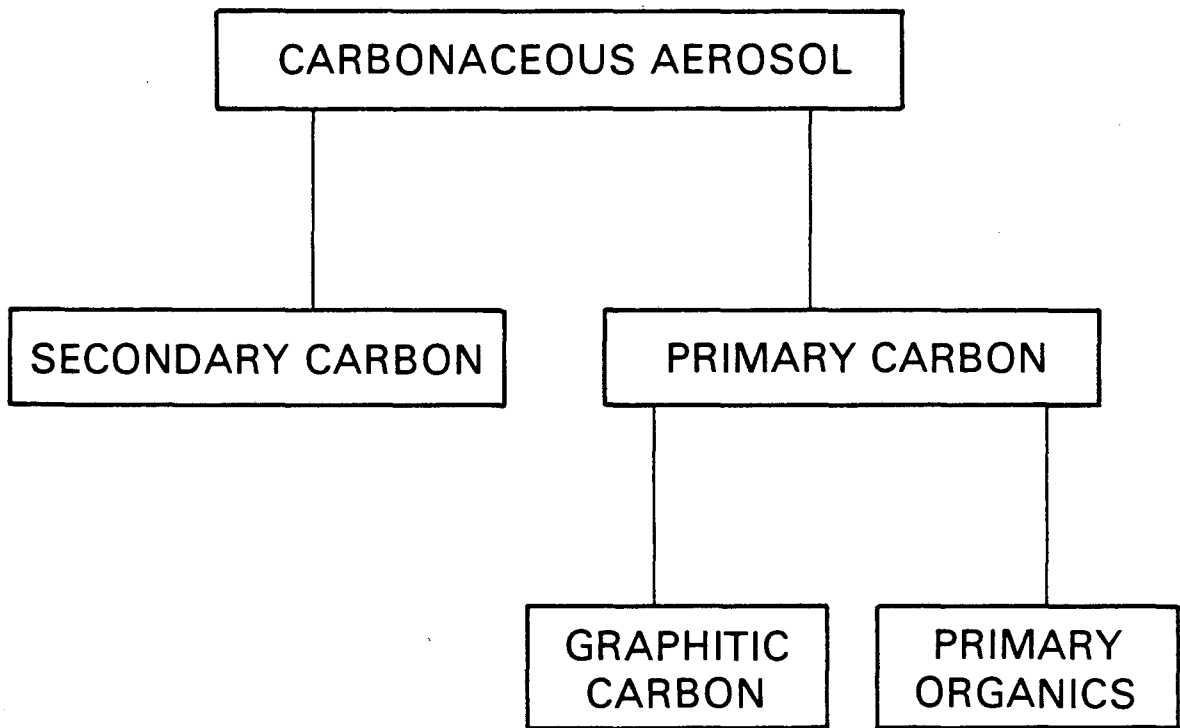 CARBONACEOUS AEROSOL
SECONDARY CARBON
PRIMARY CARBON
GRAPHITIC
CARBON
PRIMARY
ORGANICS